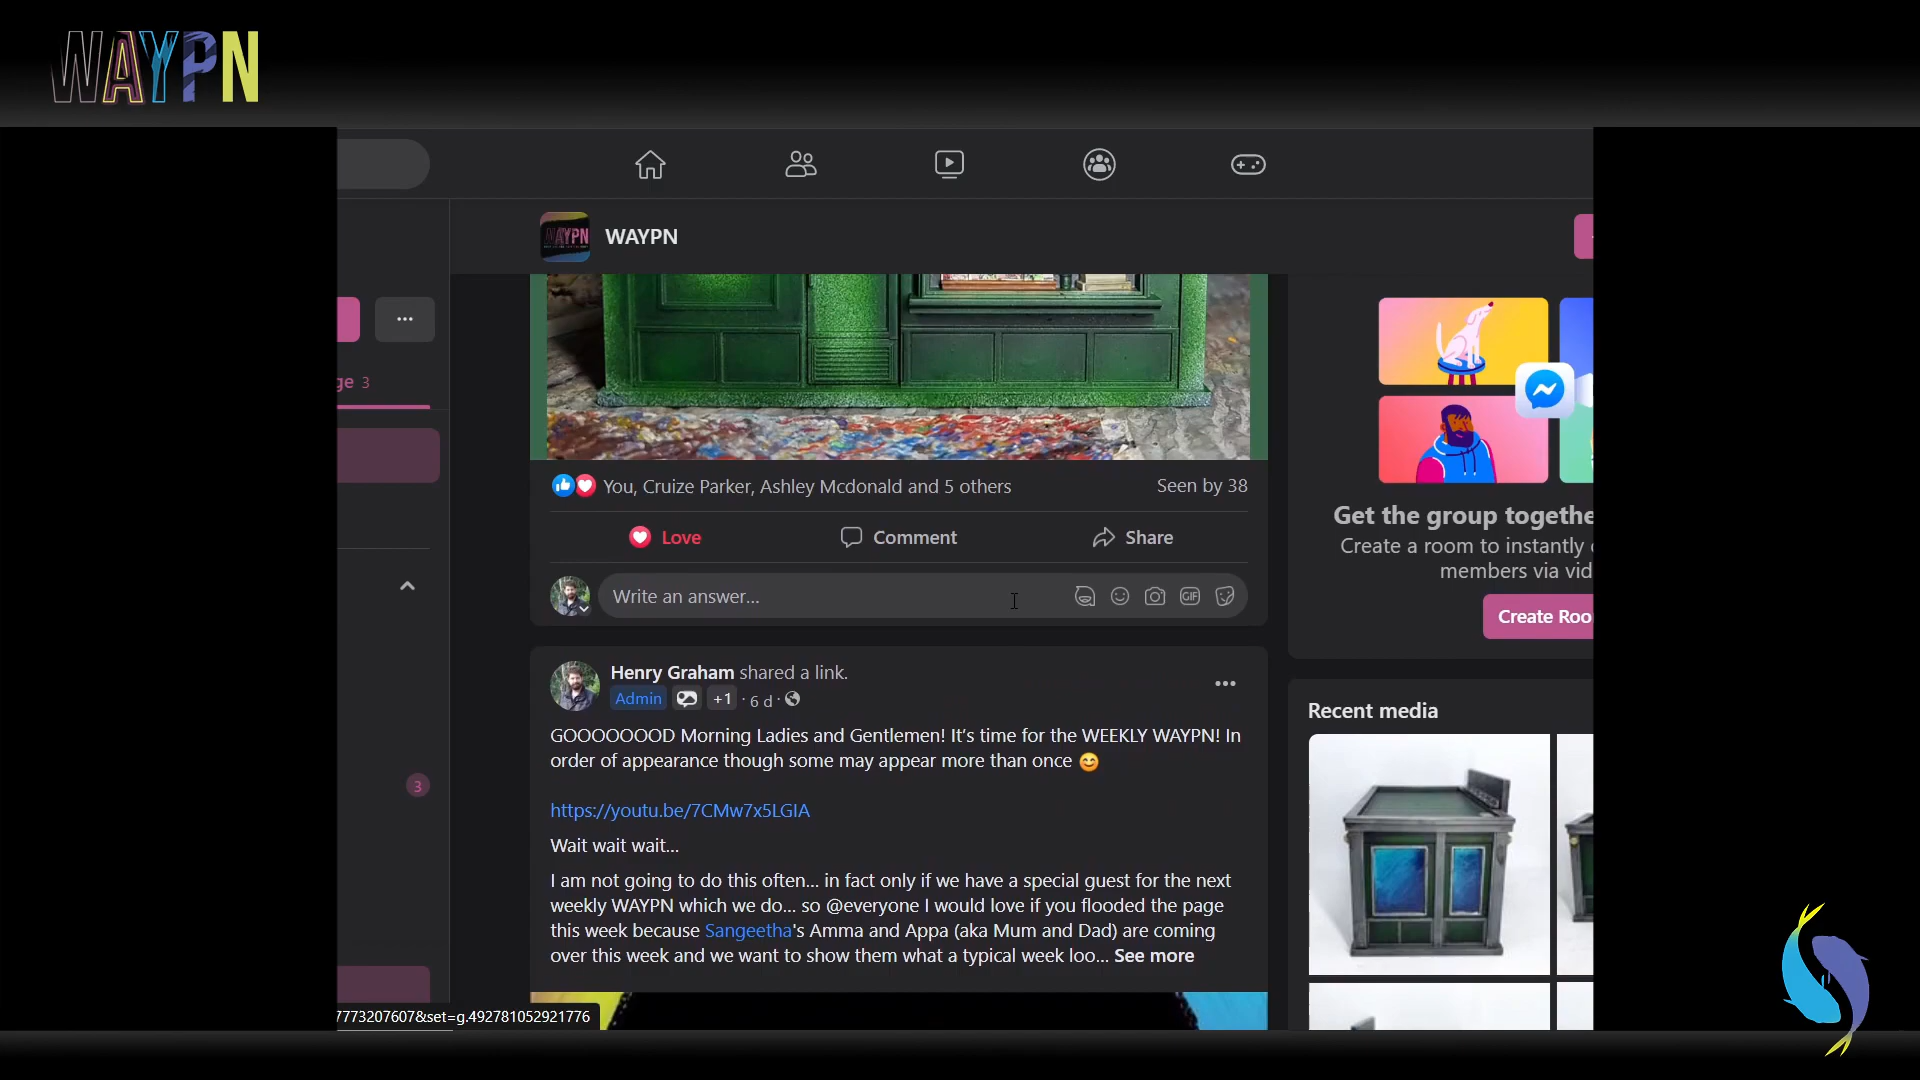 WAYPN
WAYPN
WAYPN
ge 3
You, Cruize Parker, Ashley Mcdonald and 5 others
Seen by 38
Love
Comment
Share
Write an answer...
GIF
Get the group togethe
Create a room to instantly
members via vid
Create Roo
Henry Graham shared a link.
Admin +1 · 6 d ·
GOOOOOOOD Morning Ladies and Gentlemen! It's time for the WEEKLY WAYPN! In
order of appearance though some may appear more than once 😊
https://youtu.be/7CMw7x5LGIA
Wait wait wait...
I am not going to do this often... in fact only if we have a special guest for the next
weekly WAYPN which we do... so @everyone I would love if you flooded the page
this week because Sangeetha's Amma and Appa (aka Mum and Dad) are coming
over this week and we want to show them what a typical week loo... See more
Recent media
3
7773207607&set=g.492781052921776